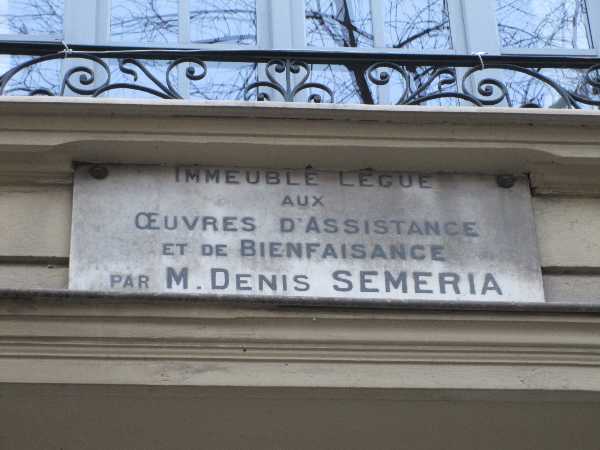 IMMEUBLE LÉGUÉ
AUX
ŒUVRES D'ASSISTANCE
ET DE BIENFAISANCE
PAR M. DENIS SEMERIA